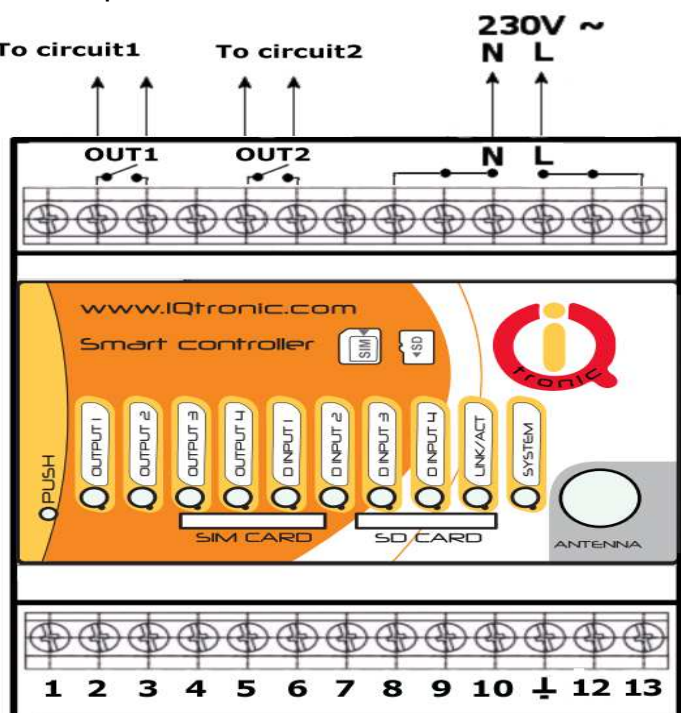 230V ~
To circuit1 To circuit2 N L
OUT1 OUT2 N L
www.IQtronic.com
Smart controller SIM SD
iQ
tronic
PUSH
OUTPUT 1
OUTPUT 2
OUTPUT 3
OUTPUT 4
D INPUT 1
D INPUT 2
D INPUT 3
D INPUT 4
LINK/ACT
SYSTEM
SIM CARD SD CARD ANTENNA
1 2 3 4 5 6 7 8 9 10 ⏚ 12 13